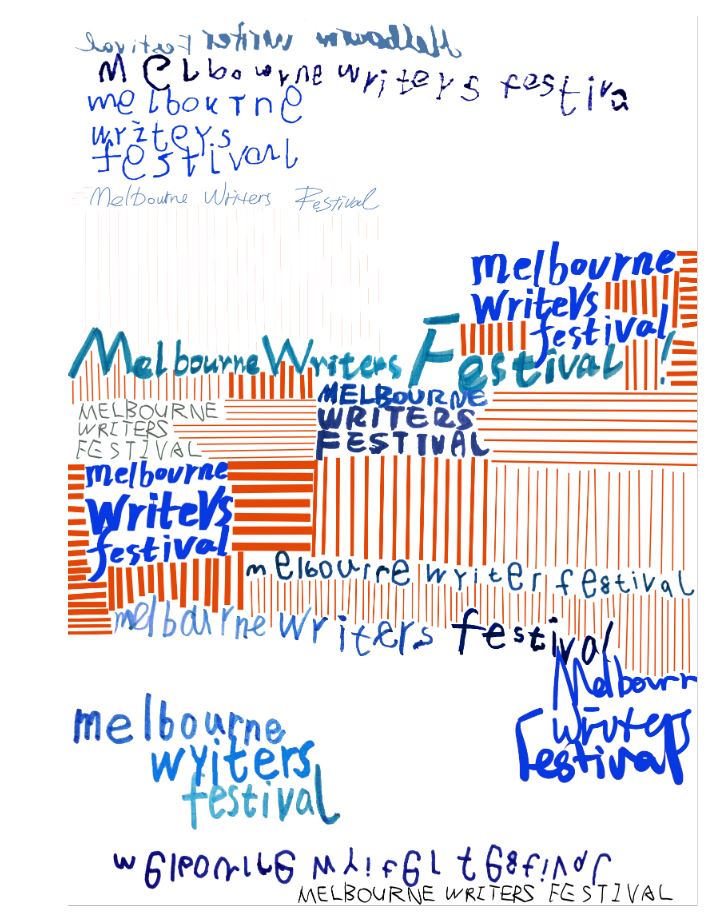 Melbourne Writer Festival
MELbourne writers festiva
melbourne
writers
festival
Melbourne Writers Festival
melbourne
writers
festival
Melbourne Writers Festival!
MELBOURNE
WRITERS
FESTIVAL
MELBOURNE
WRITERS
FESTIVAL
melbourne
writers
festival
melbourne writer festival
melbourne writers festival
Melbourn
writers
Festival
melbourne
writers
festival
melbourne writer festival
MELBOURNE WRITERS FESTIVAL